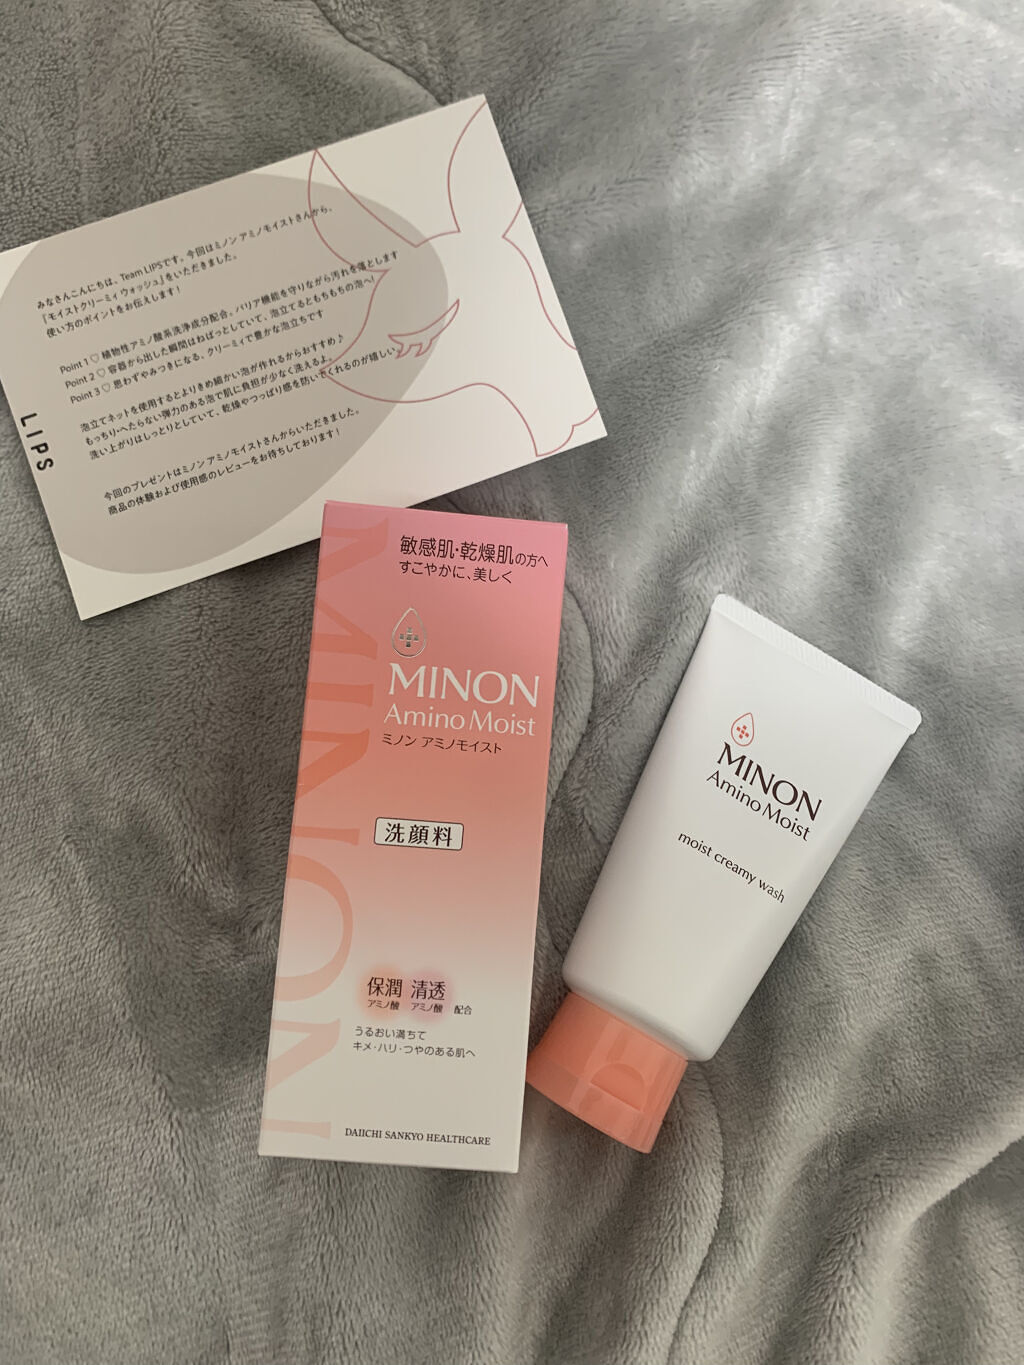 みなさんこんにちは、Team LIPSです。今回はミノン アミノモイストさんから、
『モイストクリーミィ ウォッシュ』をいただきました。
使い方のポイントをお伝えします!
Point 1 ♡ 植物性アミノ酸系洗浄成分配合。バリア機能を守りながら汚れを落とします
Point 2 ♡ 容器から出した瞬間はねばっとしていて、泡立てるともちもちの泡へ!
Point 3 ♡ 思わずやみつきになる、クリーミィで豊かな泡立ちです
泡立てネットを使用するとよりきめ細かい泡が作れるからおすすめ♪
もっちり・へたらない弾力のある泡で肌に負担が少なく洗えるよ。
洗い上がりはしっとりとしていて、乾燥やつっぱり感を防いでくれるのが嬉しい
今回のプレゼントはミノン アミノモイストさんからいただきました。
商品の体験および使用感のレビューをお待ちしております!
LIPS
MINON
敏感肌・乾燥肌の方へ
すこやかに、美しく
MINON
Amino Moist
ミノン アミノモイスト
洗顔料
保潤 清透
アミノ酸 アミノ酸 配合
うるおい満ちて
キメ・ハリ・つやのある肌へ
DAIICHI SANKYO HEALTHCARE
MINON
Amino Moist
moist creamy wash